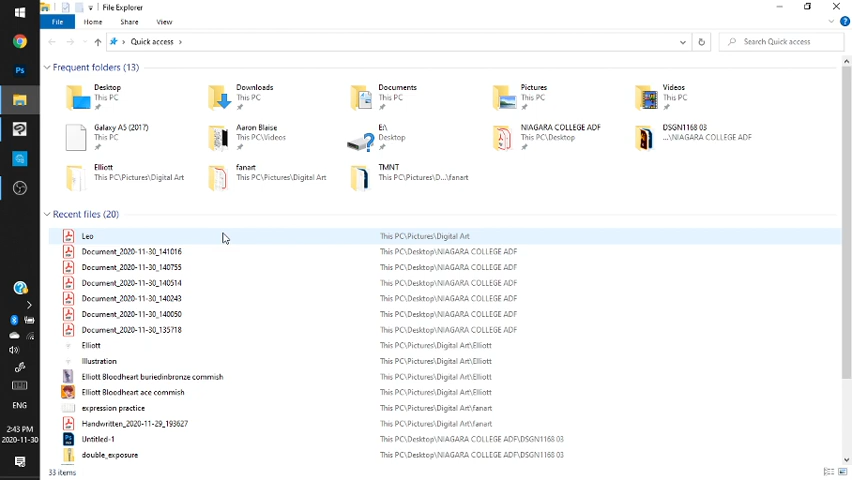 File Explorer
File Home Share View
Quick access
Search Quick access
Frequent folders (13)
Desktop
This PC
Downloads
This PC
Documents
This PC
Pictures
This PC
Videos
This PC
Galaxy A5 (2017)
This PC
Aaron Blaise
This PC\Videos
E:\
Desktop
NIAGARA COLLEGE ADF
This PC\Desktop
DSGN1168 03
...\NIAGARA COLLEGE ADF
Elliott
This PC\Pictures\Digital Art
fanart
This PC\Pictures\Digital Art
TMNT
This PC\Pictures\D...\fanart
Recent files (20)
Leo This PC\Pictures\Digital Art
Document_2020-11-30_141016 This PC\Desktop\NIAGARA COLLEGE ADF
Document_2020-11-30_140755 This PC\Desktop\NIAGARA COLLEGE ADF
Document_2020-11-30_140514 This PC\Desktop\NIAGARA COLLEGE ADF
Document_2020-11-30_140243 This PC\Desktop\NIAGARA COLLEGE ADF
Document_2020-11-30_140050 This PC\Desktop\NIAGARA COLLEGE ADF
Document_2020-11-30_135718 This PC\Desktop\NIAGARA COLLEGE ADF
Elliott This PC\Pictures\Digital Art\Elliott
Illustration This PC\Pictures\Digital Art\Elliott
Elliott Bloodheart buriedinbronze commish This PC\Pictures\Digital Art\Elliott
Elliott Bloodheart ace commish This PC\Pictures\Digital Art\Elliott
expression practice This PC\Pictures\Digital Art\fanart
Handwritten_2020-11-29_193627 This PC\Pictures\Digital Art\fanart
Untitled-1 This PC\Desktop\NIAGARA COLLEGE ADF\DSGN1168 03
double_exposure This PC\Desktop\NIAGARA COLLEGE ADF\DSGN1168 03
33 items
Ps
ENG
2:43 PM
2020-11-30